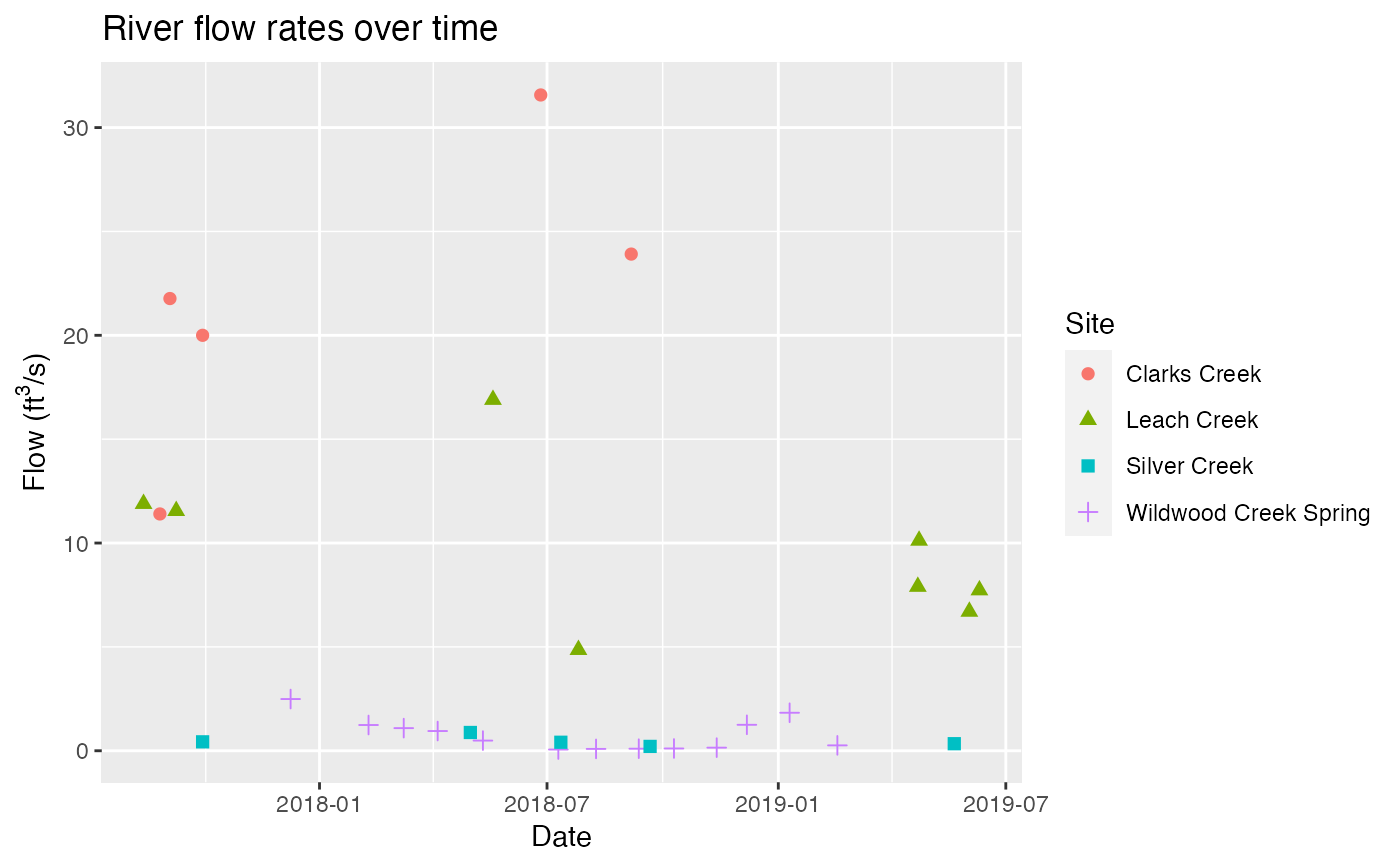 River flow rates over time
Flow (ft³/s)
30
20
10
0
2018-01
2018-07
2019-01
2019-07
Date
Site
Clarks Creek
Leach Creek
Silver Creek
Wildwood Creek Spring